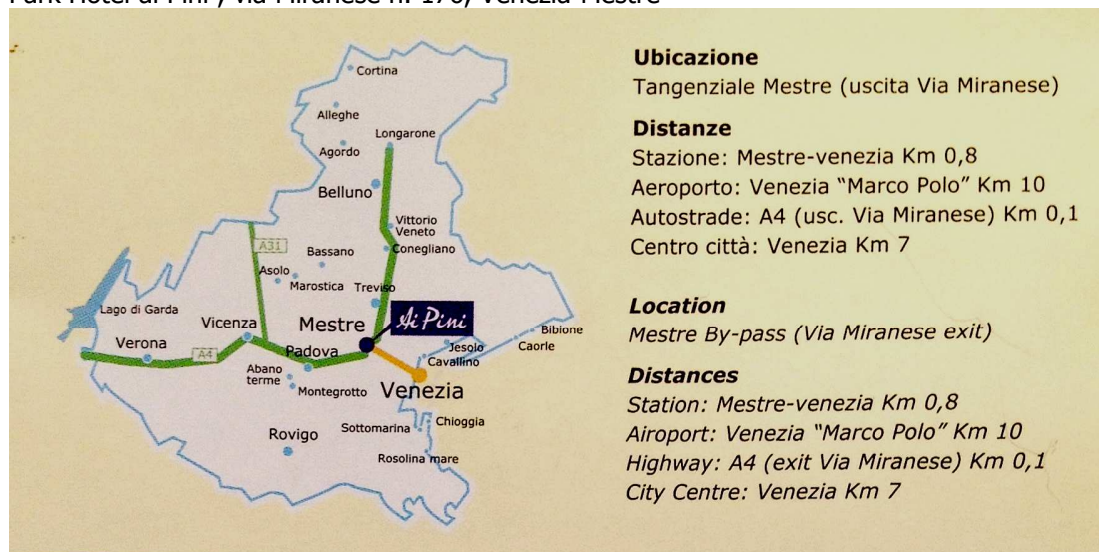 Park Hotel ai Pini , via Miranese n. Venezia-Mestre
Cortina
Alleghe
Longarone
Agordo
Belluno
Vittorio
Veneto
A31
Conegliano
Bassano
Asolo
Marostica
Treviso
Lago di Garda
Ai Pini
Vicenza
Mestre
Bibione
Verona
Jesolo
Caorle
A4
Padova
Cavallino
Abano
terme
Montegrotto
Venezia
Chioggia
Sottomarina
Rovigo
Rosolina mare
Ubicazione
Tangenziale Mestre (uscita Via Miranese)
Distanze
Stazione: Mestre-venezia Km 0,8
Aeroporto: Venezia “Marco Polo” Km 10
Autostrade: A4 (usc. Via Miranese) Km 0,1
Centro città: Venezia Km 7
Location
Mestre By-pass (Via Miranese exit)
Distances
Station: Mestre-venezia Km 0,8
Airoport: Venezia “Marco Polo” Km 10
Highway: A4 (exit Via Miranese) Km 0,1
City Centre: Venezia Km 7